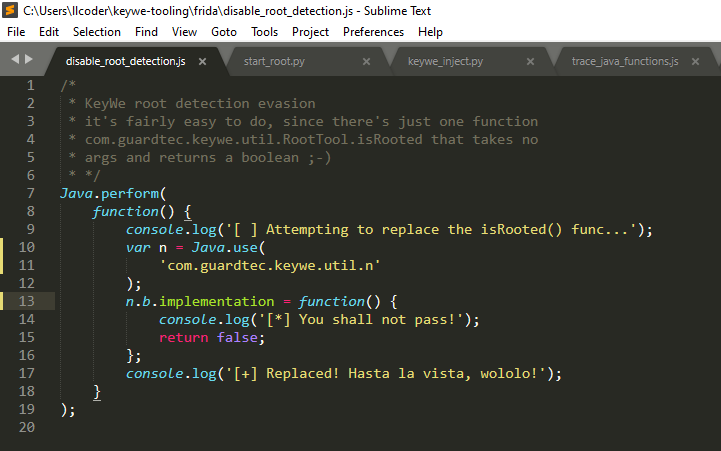 C:\Users\llcoder\keywe-tooling\frida\disable_root_detection.js - Sublime Text
File Edit Selection Find View Goto Tools Project Preferences Help
disable_root_detection.js × start_root.py × keywe_inject.py × trace_java_functions.js ×
1 /*
2  * KeyWe root detection evasion
3  * it's fairly easy to do, since there's just one function
4  * com.guardtec.keywe.util.RootTool.isRooted that takes no
5  * args and returns a boolean ;-)
6  * */
7 Java.perform(
8     function() {
9         console.log('[ ] Attempting to replace the isRooted() func...');
10         var n = Java.use(
11             'com.guardtec.keywe.util.n'
12         );
13         n.b.implementation = function() {
14             console.log('[*] You shall not pass!');
15             return false;
16         };
17         console.log('[+] Replaced! Hasta la vista, wololo!');
18     }
19 );
20